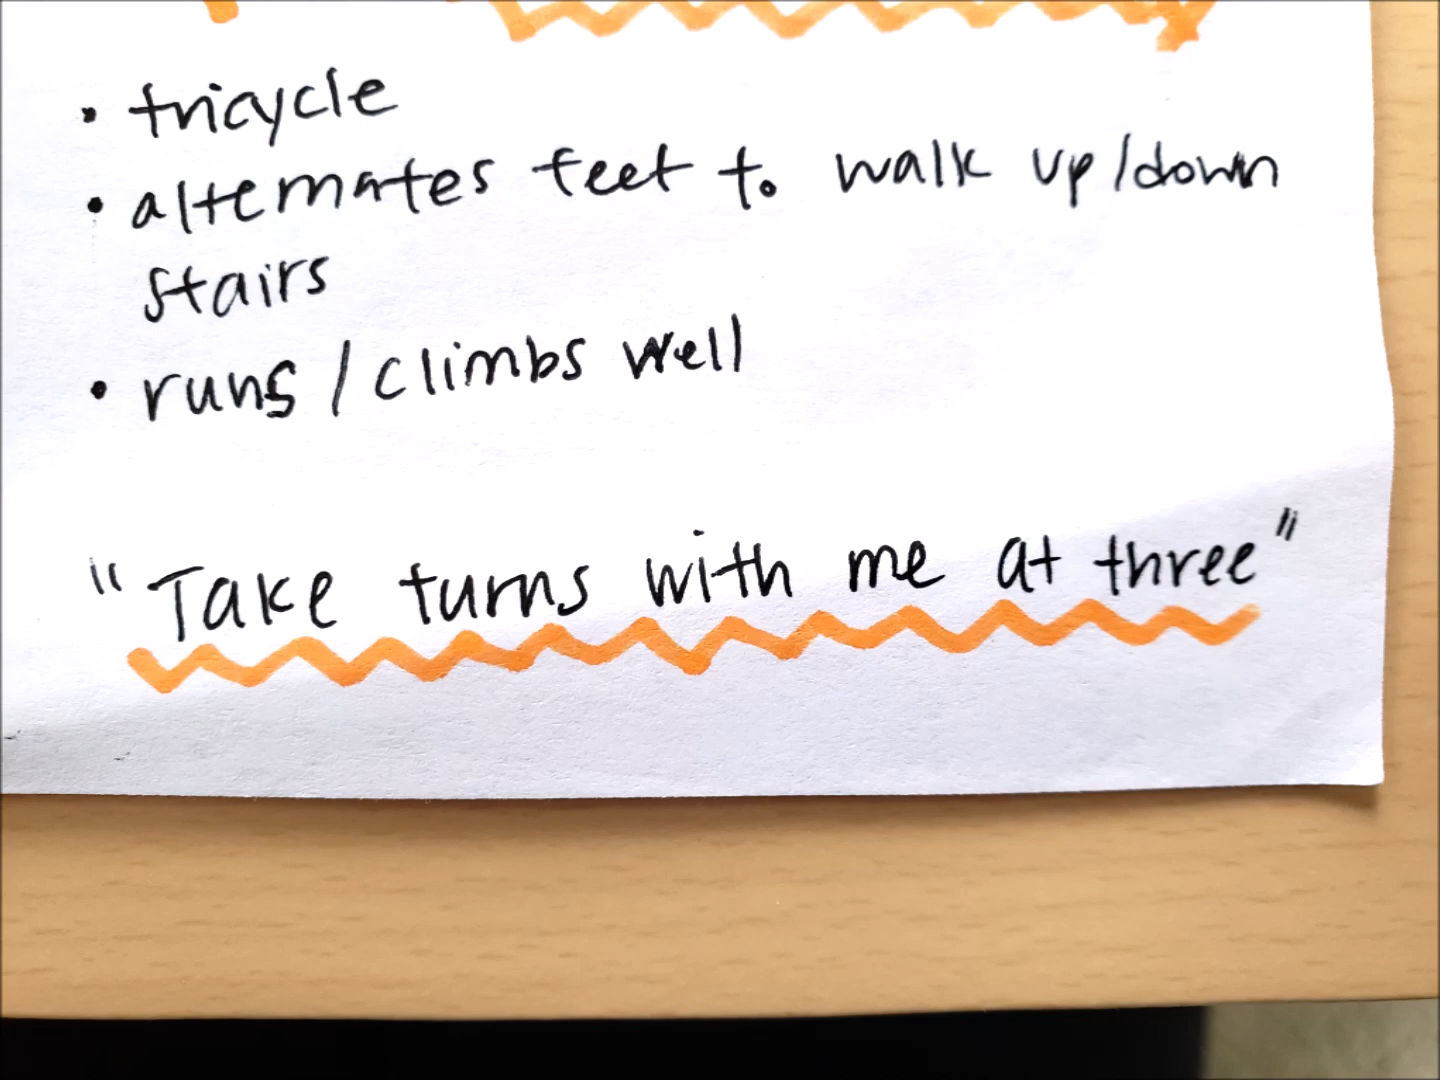 • tricycle
• alternates feet to walk up/down
stairs
• runs / climbs well
"Take turns with me at three"